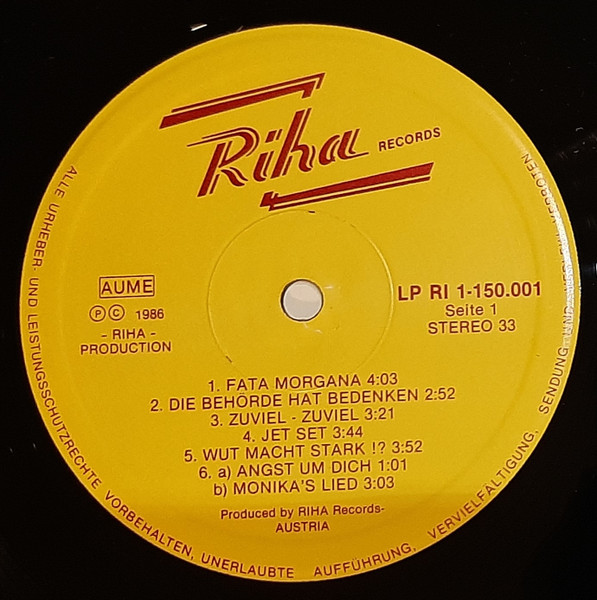 Riha RECORDS
AUME
LP RI 1-150.001
Ⓟ Ⓒ 1986
Seite 1
- RIHA -
STEREO 33
PRODUCTION
1. FATA MORGANA 4:03
2. DIE BEHÖRDE HAT BEDENKEN 2:52
3. ZUVIEL - ZUVIEL 3:21
4. JET SET 3:44
5. WUT MACHT STARK !? 3:52
6. a) ANGST UM DICH 1:01
b) MONIKA'S LIED 3:03
Produced by RIHA Records-
AUSTRIA
ALLE URHEBER- UND LEISTUNGSSCHUTZRECHTE VORBEHALTEN, UNERLAUBTE AUFFÜHRUNG, VERVIELFALTIGUNG, SENDUNG UND VERBOTEN